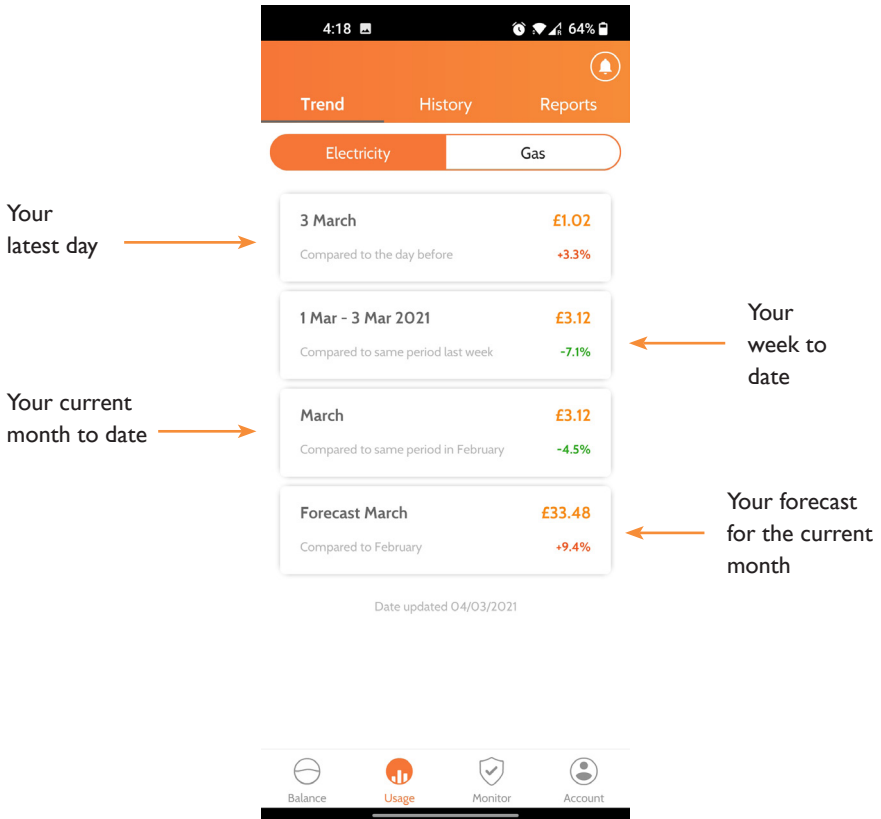 4:18
64%
Trend
History
Reports
Electricity
Gas
Your
latest day
3 March
£1.02
Compared to the day before
+3.3%
1 Mar - 3 Mar 2021
£3.12
Compared to same period last week
-7.1%
Your
week to
date
Your current
month to date
March
£3.12
Compared to same period in February
-4.5%
Forecast March
£33.48
Compared to February
+9.4%
Your forecast
for the current
month
Date updated 04/03/2021
Balance
Usage
Monitor
Account